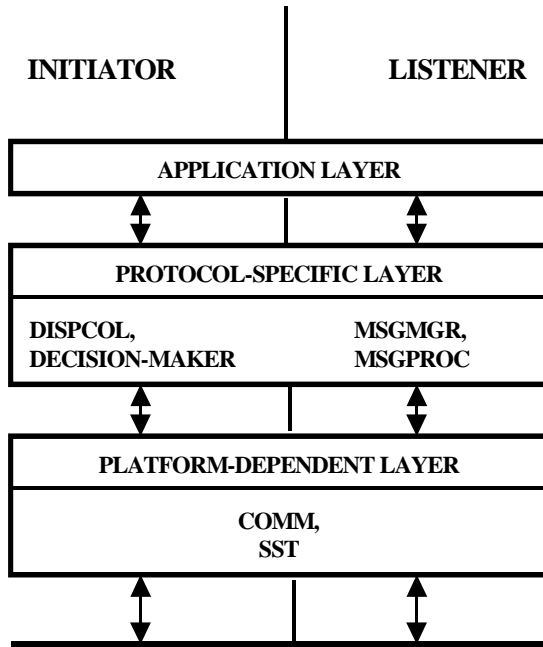 INITIATOR LISTENER
APPLICATION LAYER
PROTOCOL-SPECIFIC LAYER
DISPCOL, MSGMGR,
DECISION-MAKER MSGPROC
PLATFORM-DEPENDENT LAYER
COMM,
SST